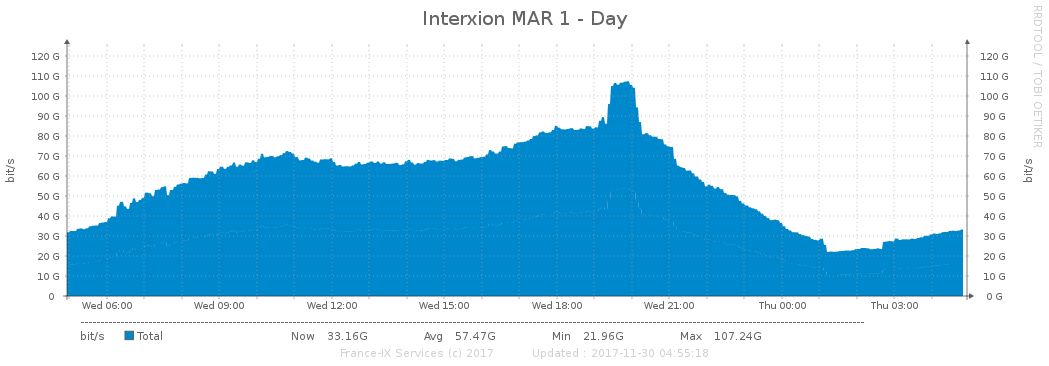 Interxion MAR 1 - Day
RRDTOOL / TOBI OETIKER
bit/s
120 G 120 G
110 G 110 G
100 G 100 G
90 G 90 G
80 G 80 G
70 G 70 G
60 G 60 G
50 G 50 G
40 G 40 G
30 G 30 G
20 G 20 G
10 G 10 G
0 0 G
bit/s
Wed 06:00 Wed 09:00 Wed 12:00 Wed 15:00 Wed 18:00 Wed 21:00 Thu 00:00 Thu 03:00
bit/s Total Now 33.16G Avg 57.47G Min 21.96G Max 107.24G
France-IX Services (c) 2017 Updated : 2017-11-30 04:55:18